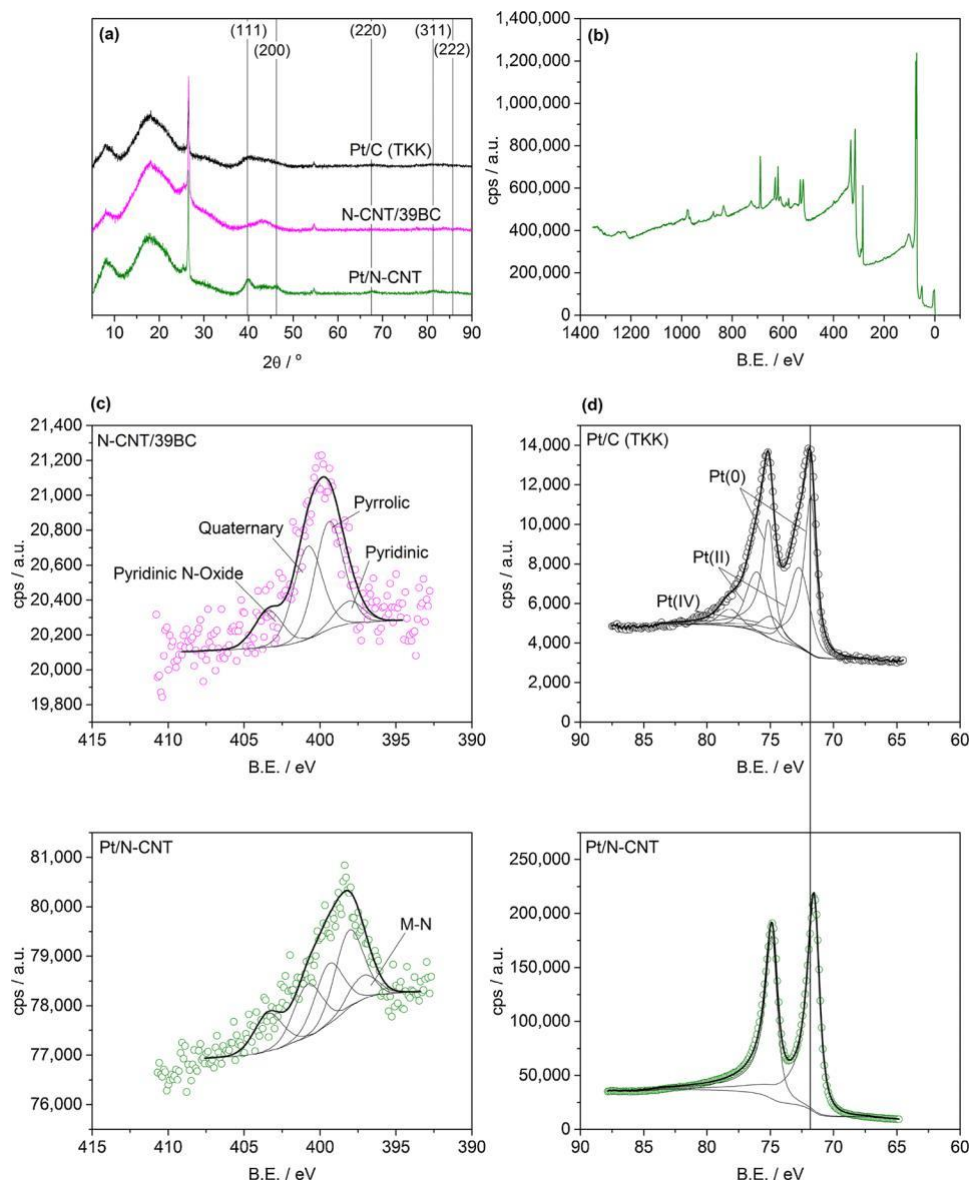 (a)
(111)
(200)
(220)
(311)
(222)
Pt/C (TKK)
N-CNT/39BC
Pt/N-CNT
10 20 30 40 50 60 70 80 90
2θ / °
(b)
1,400,000
1,200,000
1,000,000
800,000
600,000
400,000
200,000
0
cps / a.u.
1400 1200 1000 800 600 400 200 0
B.E. / eV
(c)
N-CNT/39BC
21,400
21,200
21,000
20,800
20,600
20,400
20,200
20,000
19,800
cps / a.u.
Pyrrolic
Quaternary
Pyridinic
Pyridinic N-Oxide
415 410 405 400 395 390
B.E. / eV
(d)
Pt/C (TKK)
14,000
12,000
10,000
8,000
6,000
4,000
2,000
0
cps / a.u.
Pt(0)
Pt(II)
Pt(IV)
90 85 80 75 70 65 60
B.E. / eV
Pt/N-CNT
81,000
80,000
79,000
78,000
77,000
76,000
cps / a.u.
M-N
415 410 405 400 395 390
B.E. / eV
Pt/N-CNT
250,000
200,000
150,000
100,000
50,000
0
cps / a.u.
90 85 80 75 70 65 60
B.E. / eV